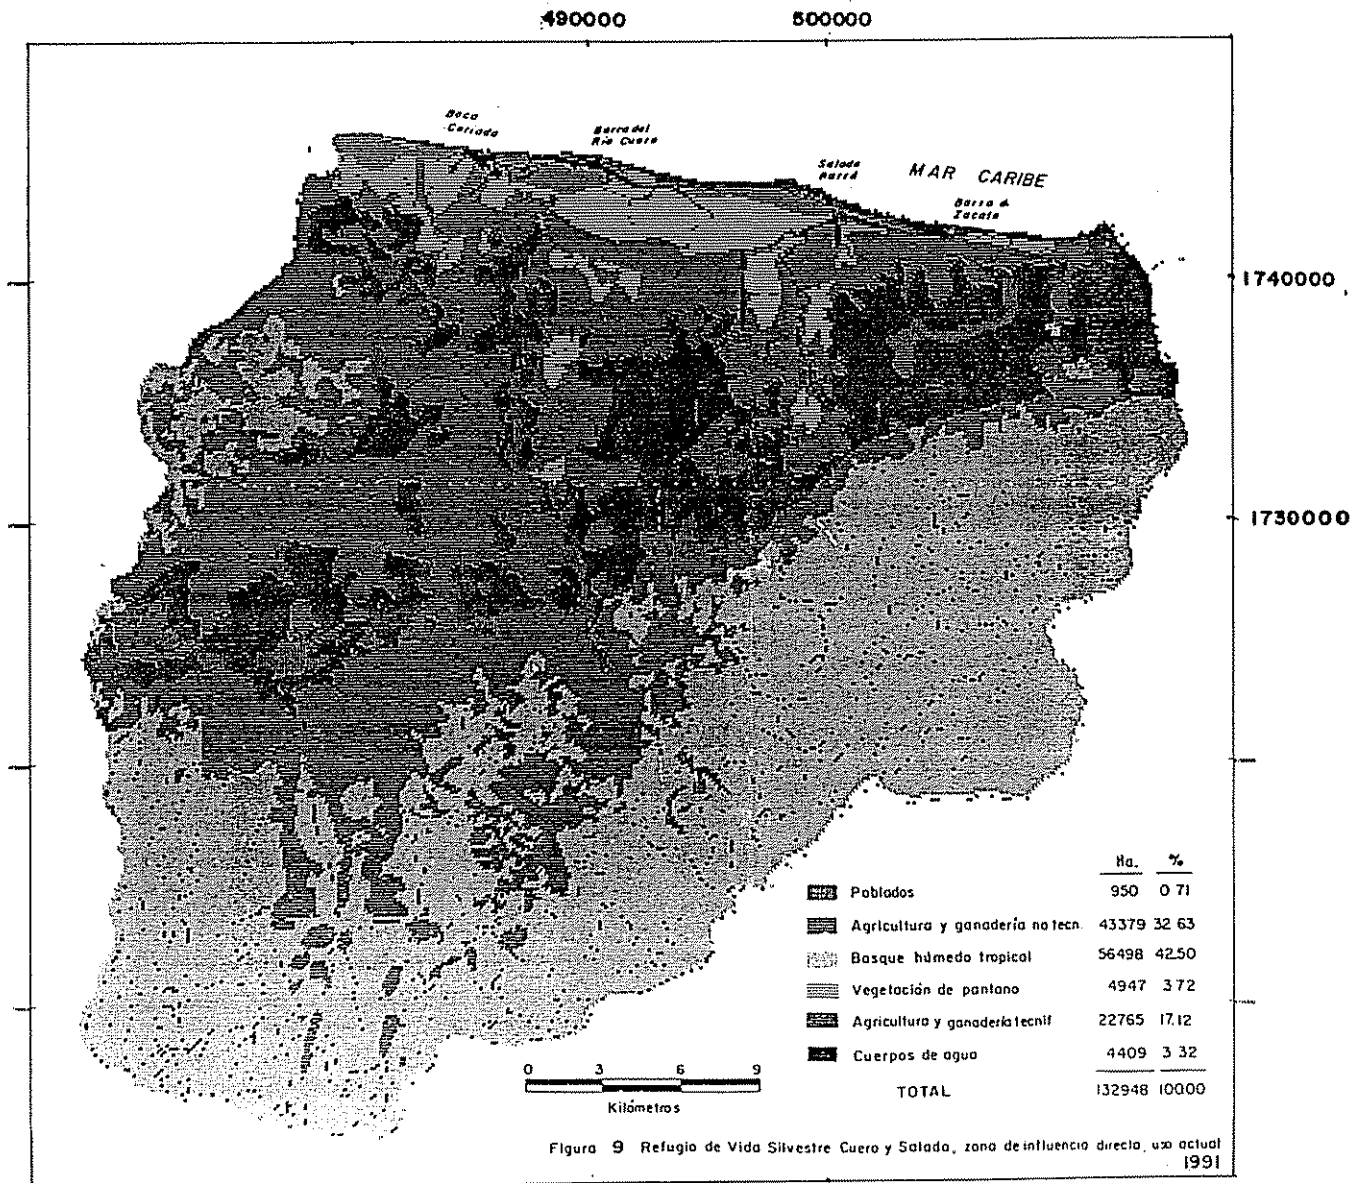 490000 500000
Boca Cerrada
Barra del Río Cuero
Salado Barra
MAR CARIBE
Barra de Zacate
1740000
1730000
Ha. %
Poblados 950 0 71
Agricultura y ganadería no tecn. 43379 32 63
Bosque húmedo tropical 56498 42.50
Vegetación de pantano 4947 3 72
Agricultura y ganadería tecnif 22765 17.12
Cuerpos de agua 4409 3 32
TOTAL 132948 100.00
0 3 6 9
Kilómetros
Figura 9 Refugio de Vida Silvestre Cuero y Salado, zona de influencia directa, uso actual
1991